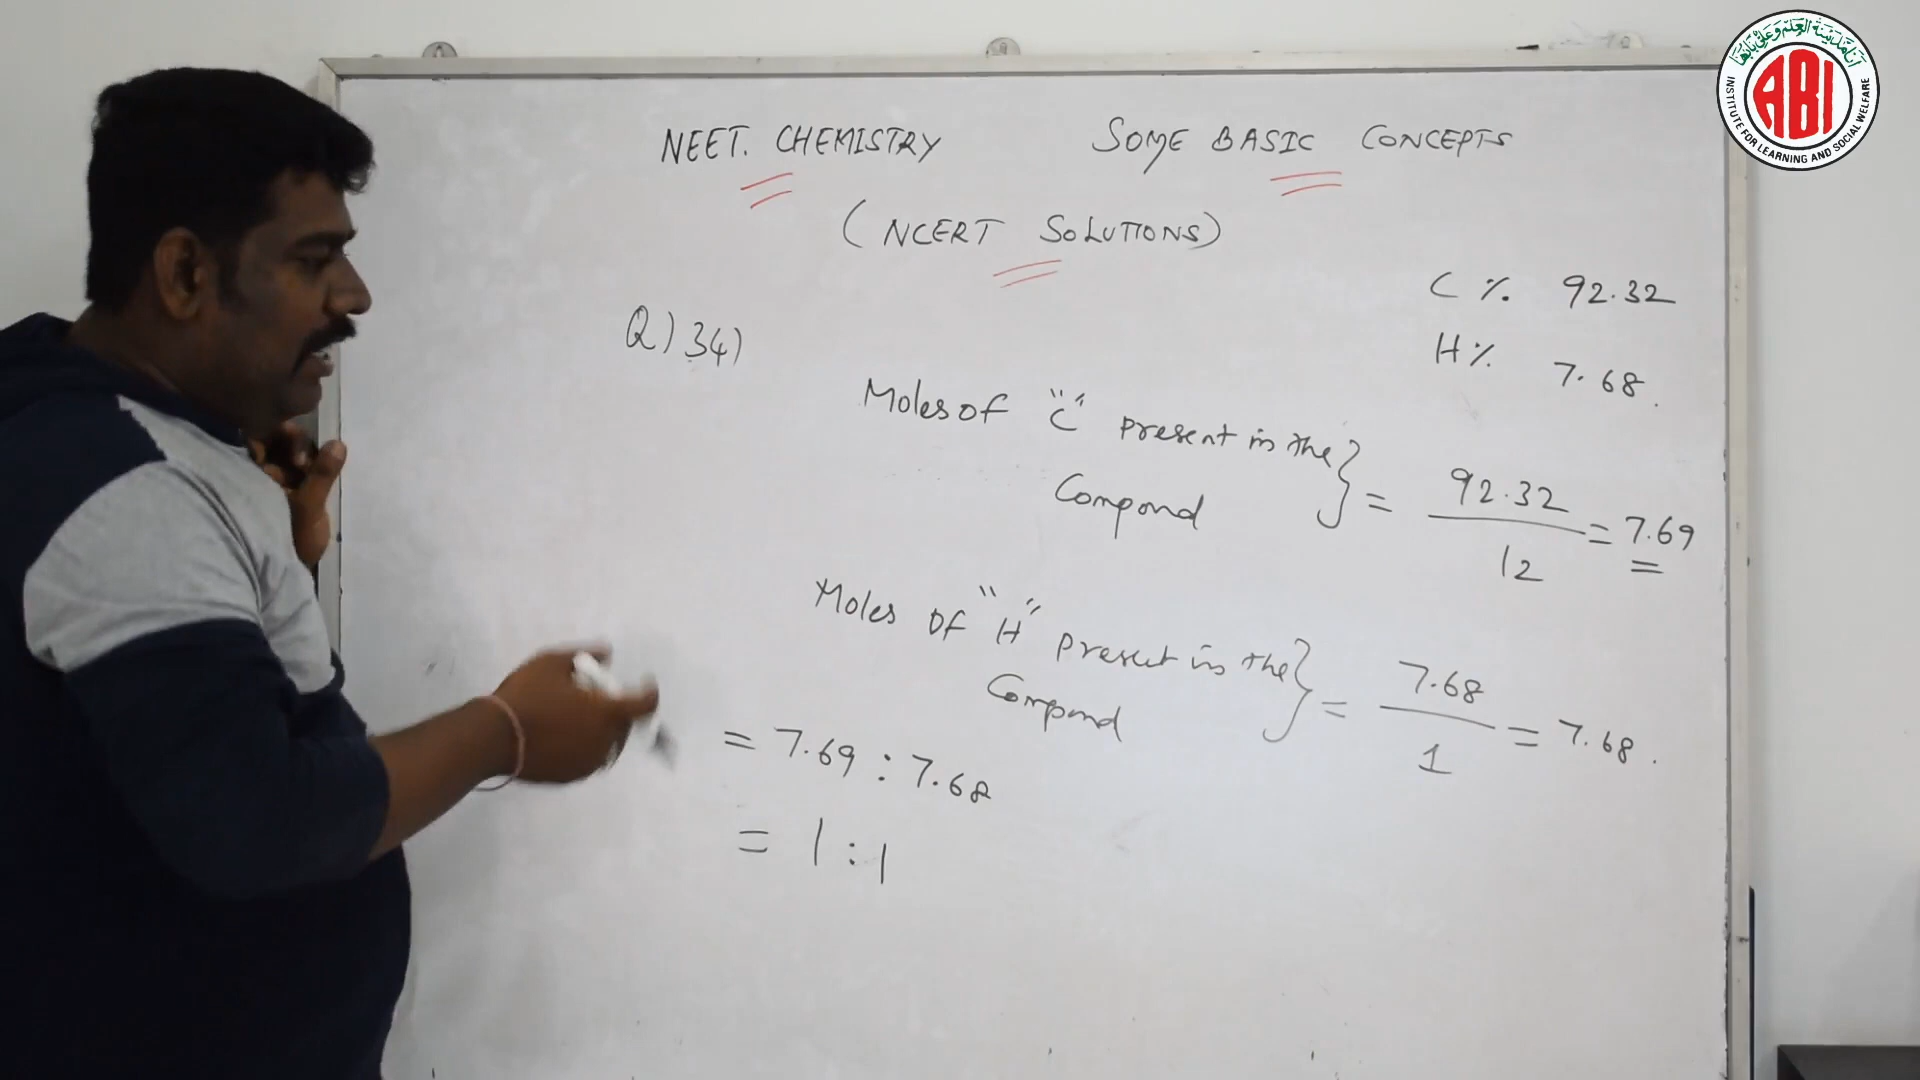 NEET. CHEMISTRY SOME BASIC CONCEPTS
(NCERT SOLUTIONS)
C % 92.32
H % 7.68.
Q) 34)
Moles of "C" present in the } = 92.32 / 12 = 7.69
Compond
Moles of "H" present in the } = 7.68 / 1 = 7.68.
Compond
= 7.69 : 7.68
= 1 : 1
ABI
INSTITUTE FOR LEARNING AND SOCIAL WELFARE